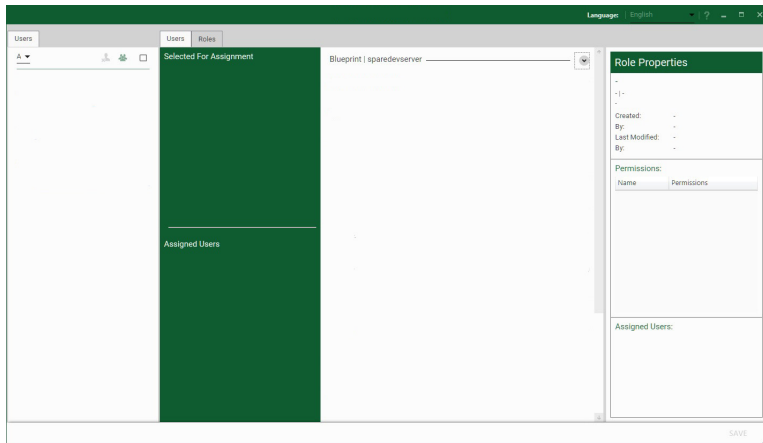 Language: English ?
Users
Users Roles
A
Selected For Assignment
Assigned Users
Blueprint | sparedevserver
Role Properties
-
- | -
-
Created: -
By: -
Last Modified: -
By: -
Permissions:
Name Permissions
Assigned Users:
SAVE